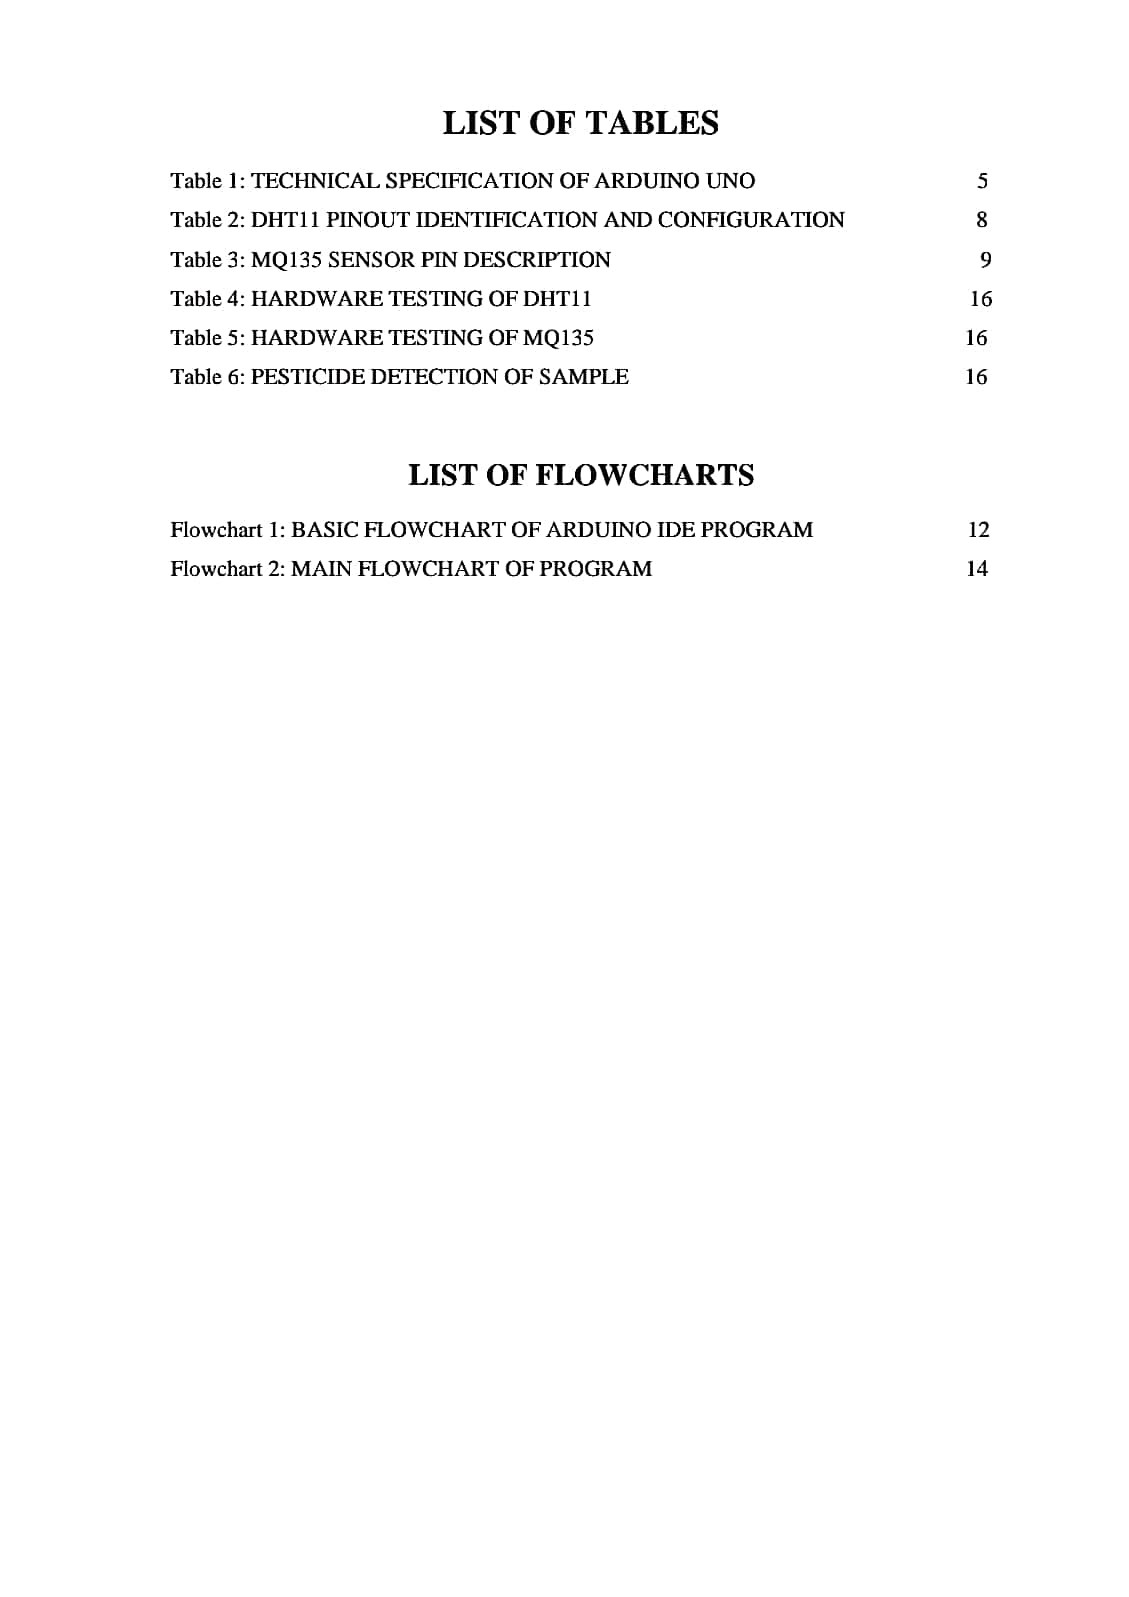 LIST OF TABLES
Table 1: TECHNICAL SPECIFICATION OF ARDUINO UNO 5
Table 2: DHT11 PINOUT IDENTIFICATION AND CONFIGURATION 8
Table 3: MQ135 SENSOR PIN DESCRIPTION 9
Table 4: HARDWARE TESTING OF DHT11 16
Table 5: HARDWARE TESTING OF MQ135 16
Table 6: PESTICIDE DETECTION OF SAMPLE 16
LIST OF FLOWCHARTS
Flowchart 1: BASIC FLOWCHART OF ARDUINO IDE PROGRAM 12
Flowchart 2: MAIN FLOWCHART OF PROGRAM 14